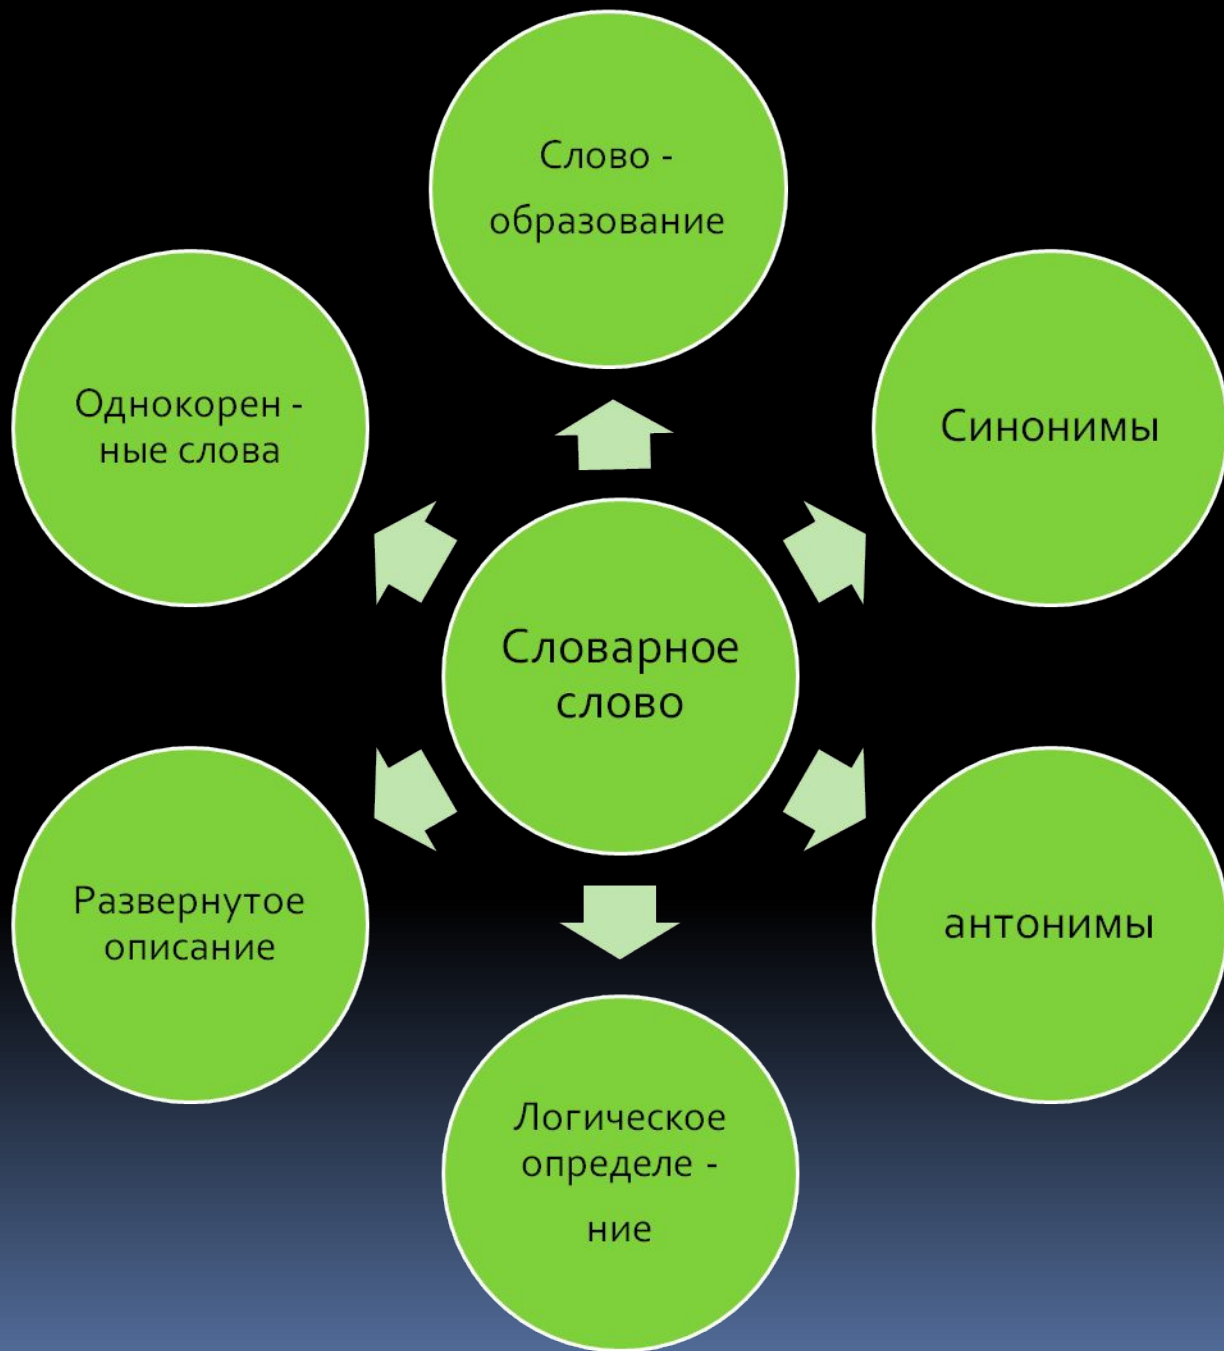 Слово -
образование
Однокорен -
ные слова
Синонимы
Словарное
слово
Развернутое
описание
антонимы
Логическое
определе -
ние